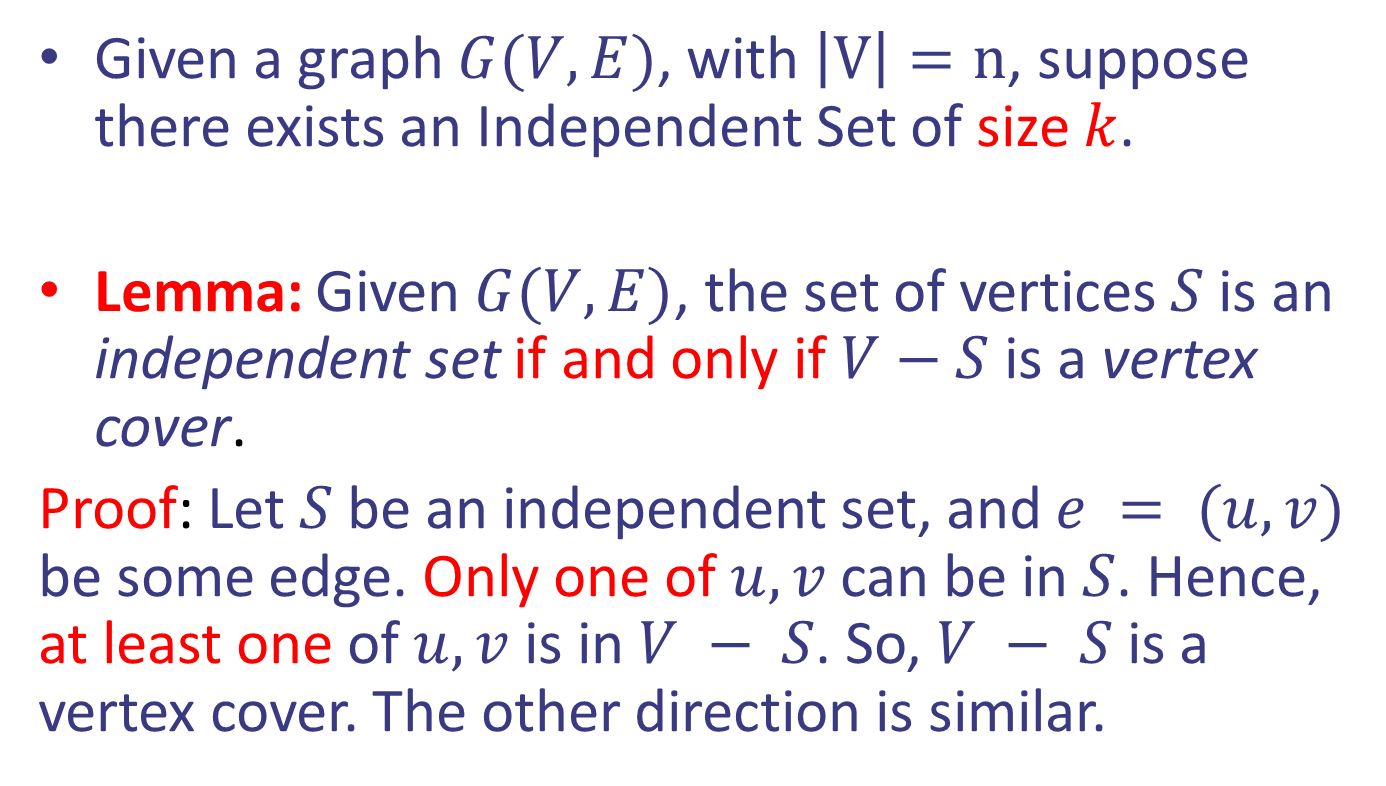 • Given a graph G(V, E), with |V| = n, suppose
there exists an Independent Set of size k.
• Lemma: Given G(V, E), the set of vertices S is an
independent set if and only if V − S is a vertex
cover.
Proof: Let S be an independent set, and e = (u, v)
be some edge. Only one of u, v can be in S. Hence,
at least one of u, v is in V − S. So, V − S is a
vertex cover. The other direction is similar.